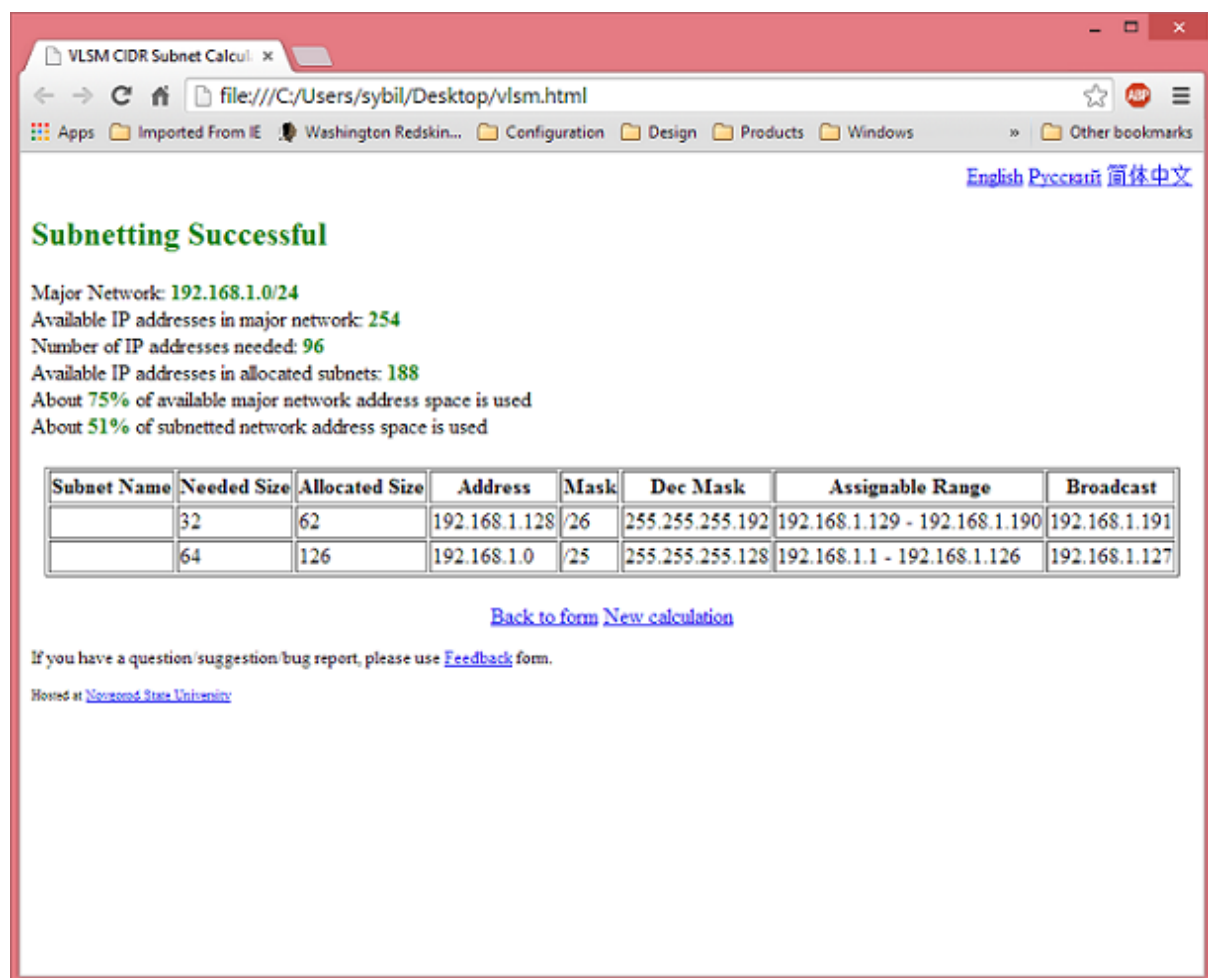 VLSM CIDR Subnet Calcul
file:///C:/Users/sybil/Desktop/vlsm.html
ABP
Apps Imported From IE Washington Redskin... Configuration Design Products Windows » Other bookmarks
English Русский 简体中文
Subnetting Successful
Major Network: 192.168.1.0/24
Available IP addresses in major network: 254
Number of IP addresses needed: 96
Available IP addresses in allocated subnets: 188
About 75% of available major network address space is used
About 51% of subnetted network address space is used
Subnet Name Needed Size Allocated Size Address Mask Dec Mask Assignable Range Broadcast
32 62 192.168.1.128 /26 255.255.255.192 192.168.1.129 - 192.168.1.190 192.168.1.191
64 126 192.168.1.0 /25 255.255.255.128 192.168.1.1 - 192.168.1.126 192.168.1.127
Back to form New calculation
If you have a question/suggestion/bug report, please use Feedback form.
Hosted at Novgorod State University